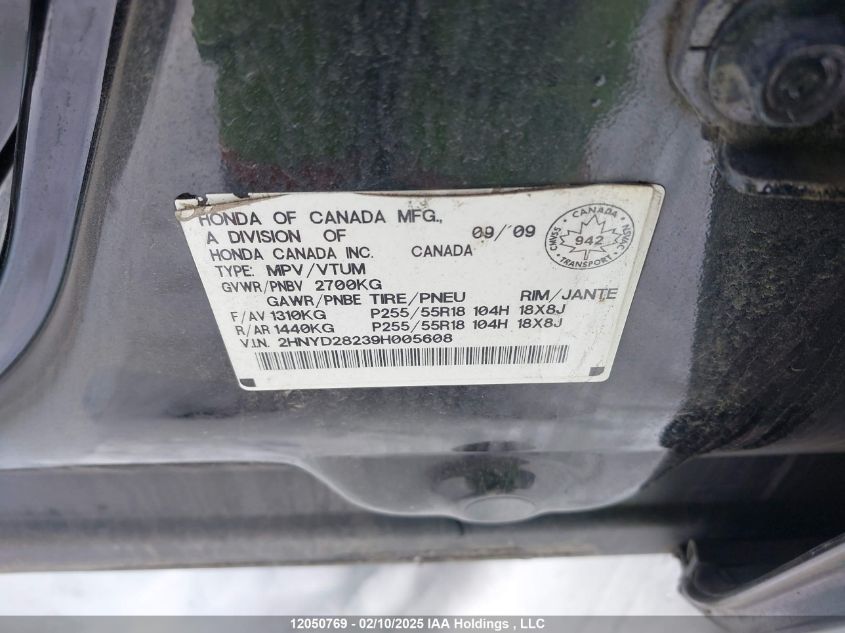 HONDA OF CANADA MFG.,
A DIVISION OF
HONDA CANADA INC. CANADA 09/09
CANADA
CMVSS 942 NSVAC
TRANSPORT
TYPE: MPV/VTUM
GVWR/PNBV 2700KG
GAWR/PNBE TIRE/PNEU RIM/JANTE
F/AV 1310KG P255/55R18 104H 18X8J
R/AR 1440KG P255/55R18 104H 18X8J
V.I.N. 2HNYD28239H005608
12050769 - 02/10/2025 IAA Holdings , LLC